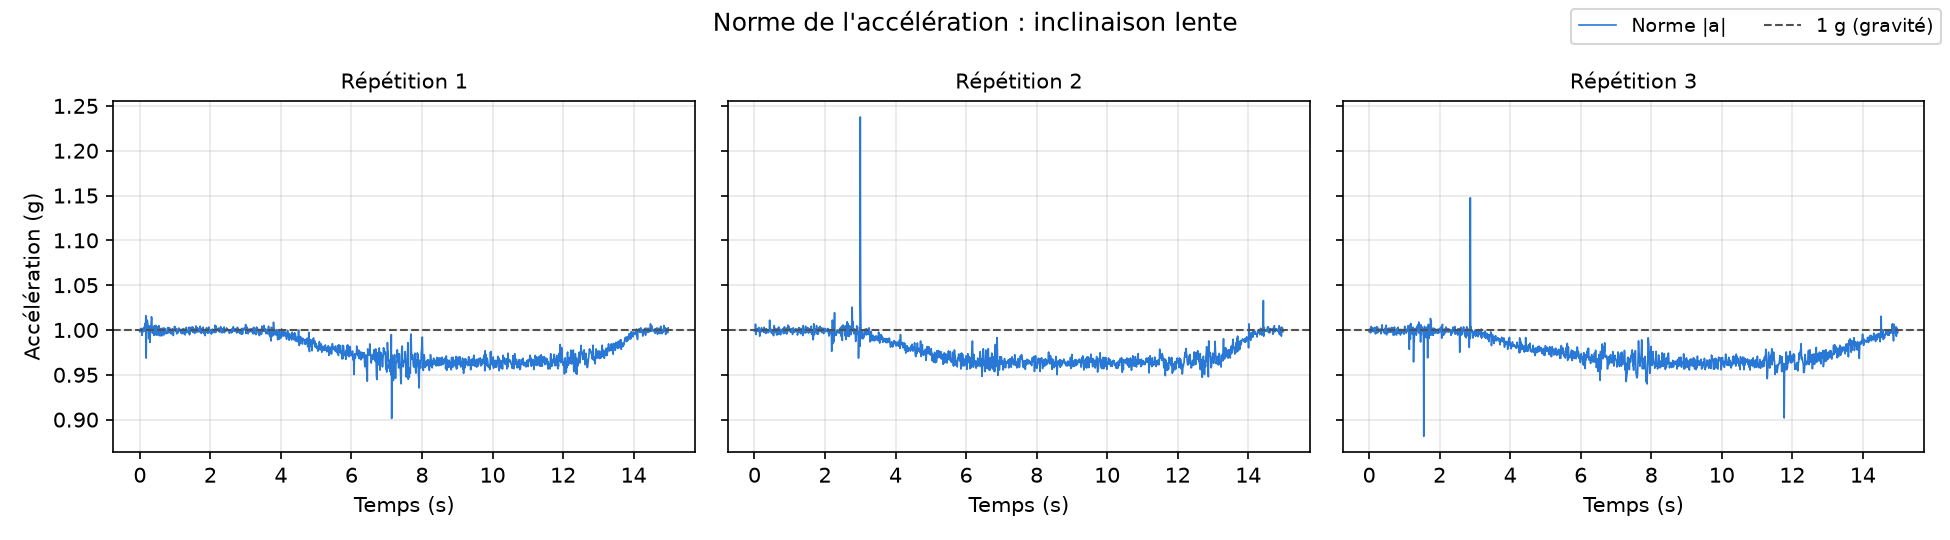 Norme de l'accélération : inclinaison lente
Norme |a|
1 g (gravité)
Répétition 1
Répétition 2
Répétition 3
Accélération (g)
1.25
1.20
1.15
1.10
1.05
1.00
0.95
0.90
0 2 4 6 8 10 12 14
0 2 4 6 8 10 12 14
0 2 4 6 8 10 12 14
Temps (s)
Temps (s)
Temps (s)